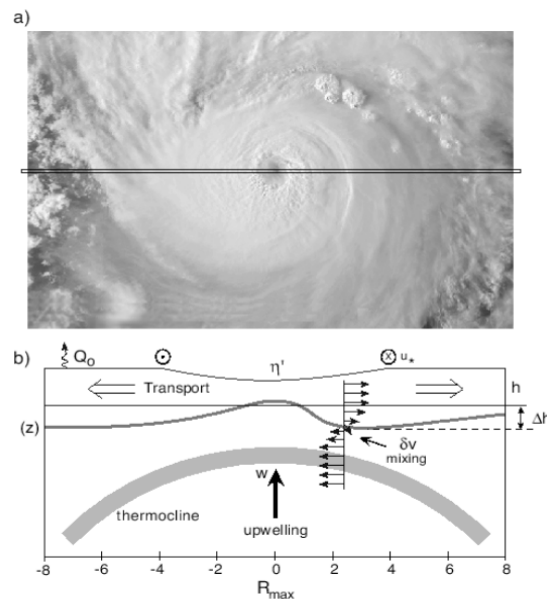 a)
b)
Q₀
η'
u*
Transport
h
Δh
(z)
δv
mixing
w
thermocline
upwelling
-8 -6 -4 -2 0 2 4 6 8
R_max